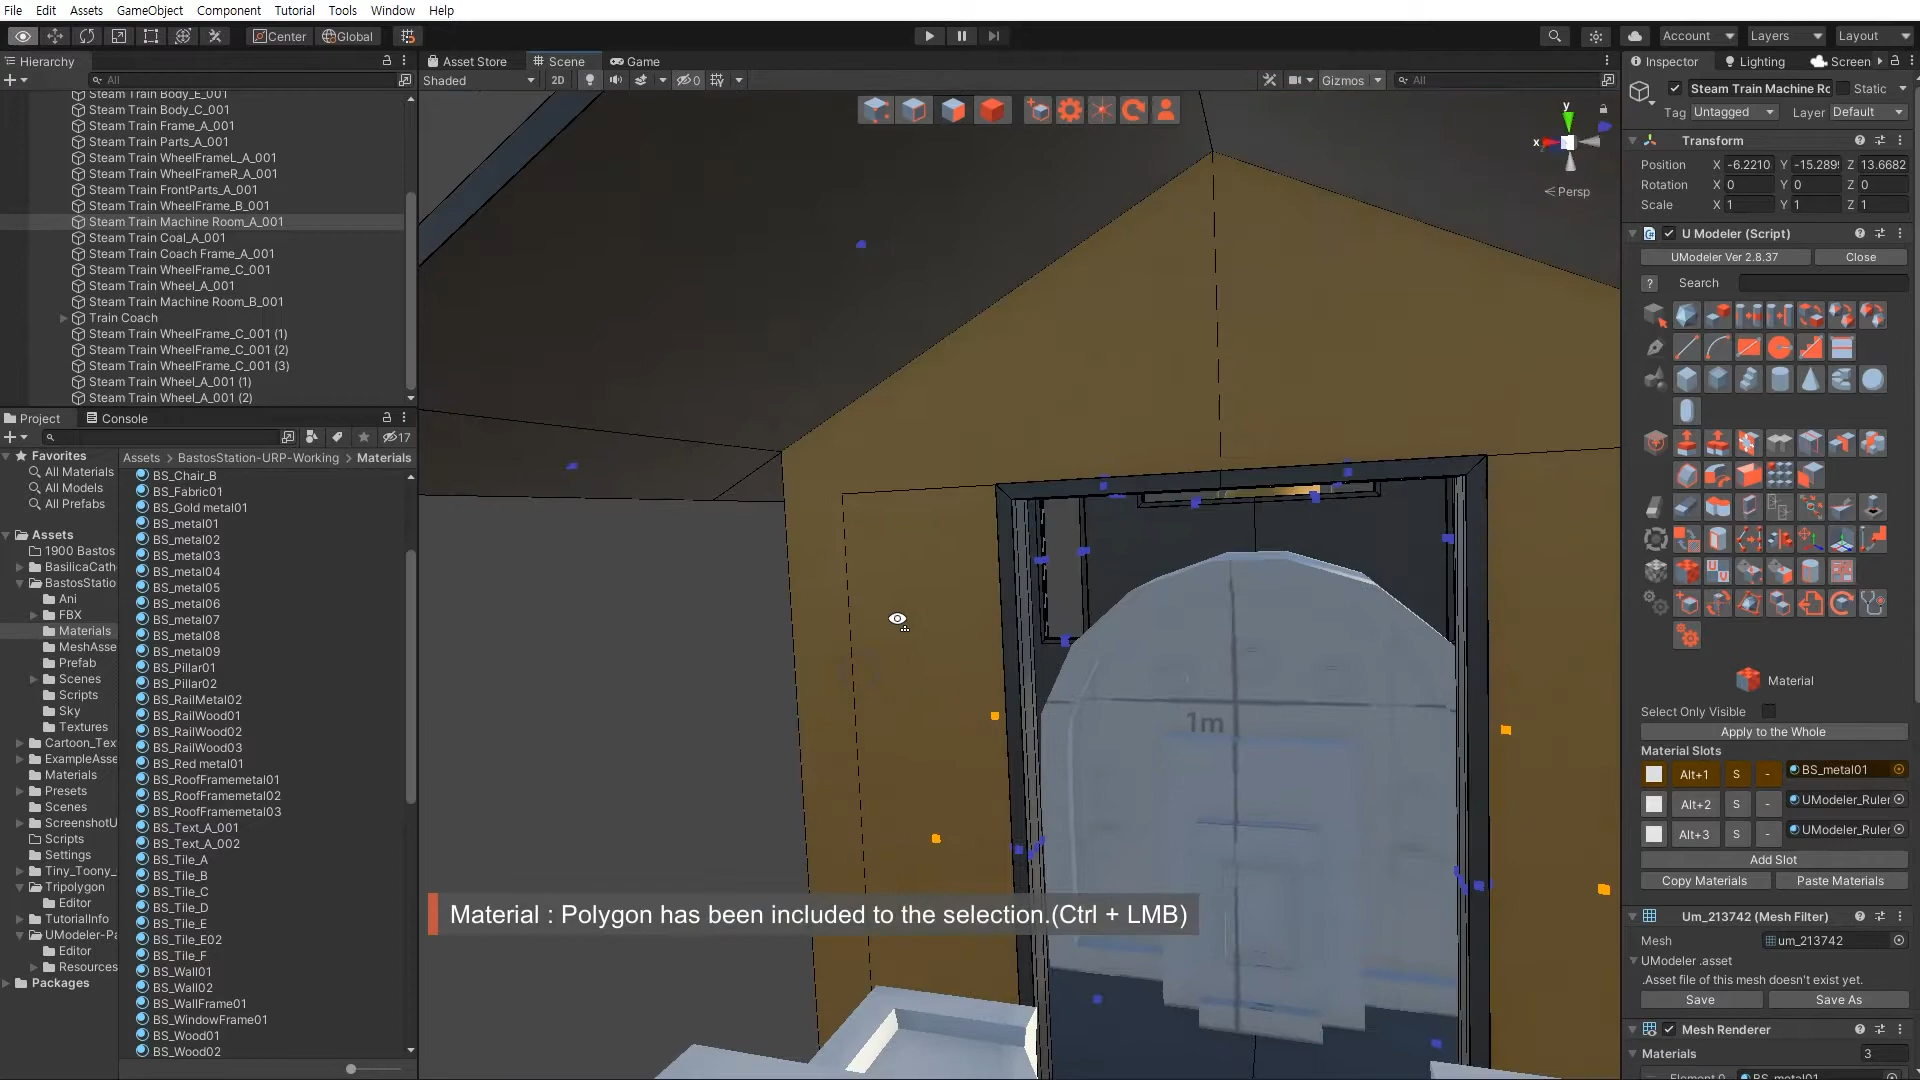 File Edit Assets GameObject Component Tutorial Tools Window Help
Center Global Account Layers Layout
Hierarchy Asset Store Scene Game Inspector Lighting Screen
All Shaded 2D 0 Gizmos All
Steam Train Machine Ro Static
Tag Untagged Layer Default
Steam Train Body_E_001
Steam Train Body_C_001
Steam Train Frame_A_001
Steam Train Parts_A_001
Steam Train WheelFrameL_A_001
Steam Train WheelFrameR_A_001
Steam Train FrontParts_A_001
Steam Train WheelFrame_B_001
Steam Train Machine Room_A_001
Steam Train Coal_A_001
Steam Train Coach Frame_A_001
Steam Train WheelFrame_C_001
Steam Train Wheel_A_001
Steam Train Machine Room_B_001
Train Coach
Steam Train WheelFrame_C_001 (1)
Steam Train WheelFrame_C_001 (2)
Steam Train WheelFrame_C_001 (3)
Steam Train Wheel_A_001 (1)
Steam Train Wheel_A_001 (2)
Project Console
17
Favorites
All Materials
All Models
All Prefabs
Assets
1900 Bastos
BasilicaCath
BastosStatio
Ani
FBX
Materials
MeshAsse
Prefab
Scenes
Scripts
Sky
Textures
Cartoon_Tex
ExampleAsse
Materials
Presets
Scenes
ScreenshotU
Scripts
Settings
Tiny_Toony_
Tripolygon
Editor
TutorialInfo
UModeler-Pa
Editor
Resources
Packages
Assets > BastosStation-URP-Working > Materials
BS_Chair_B
BS_Fabric01
BS_Gold metal01
BS_metal01
BS_metal02
BS_metal03
BS_metal04
BS_metal05
BS_metal06
BS_metal07
BS_metal08
BS_metal09
BS_Pillar01
BS_Pillar02
BS_RailMetal02
BS_RailWood01
BS_RailWood02
BS_RailWood03
BS_Red metal01
BS_RoofFramemetal01
BS_RoofFramemetal02
BS_RoofFramemetal03
BS_Text_A_001
BS_Text_A_002
BS_Tile_A
BS_Tile_B
BS_Tile_C
BS_Tile_D
BS_Tile_E
BS_Tile_E02
BS_Tile_F
BS_Wall01
BS_Wall02
BS_WallFrame01
BS_WindowFrame01
BS_Wood01
BS_Wood02
y
x
Persp
1m
Material : Polygon has been included to the selection.(Ctrl + LMB)
Transform
Position X -6.2210 Y -15.289 Z 13.6682
Rotation X 0 Y 0 Z 0
Scale X 1 Y 1 Z 1
U Modeler (Script)
UModeler Ver 2.8.37 Close
? Search
Material
Select Only Visible
Apply to the Whole
Material Slots
Alt+1 S - BS_metal01
Alt+2 S - UModeler_Ruler
Alt+3 S - UModeler_Ruler
Add Slot
Copy Materials Paste Materials
Um_213742 (Mesh Filter)
Mesh um_213742
UModeler .asset
.Asset file of this mesh doesn't exist yet.
Save Save As
Mesh Renderer
Materials 3
Element 0 BS_metal01